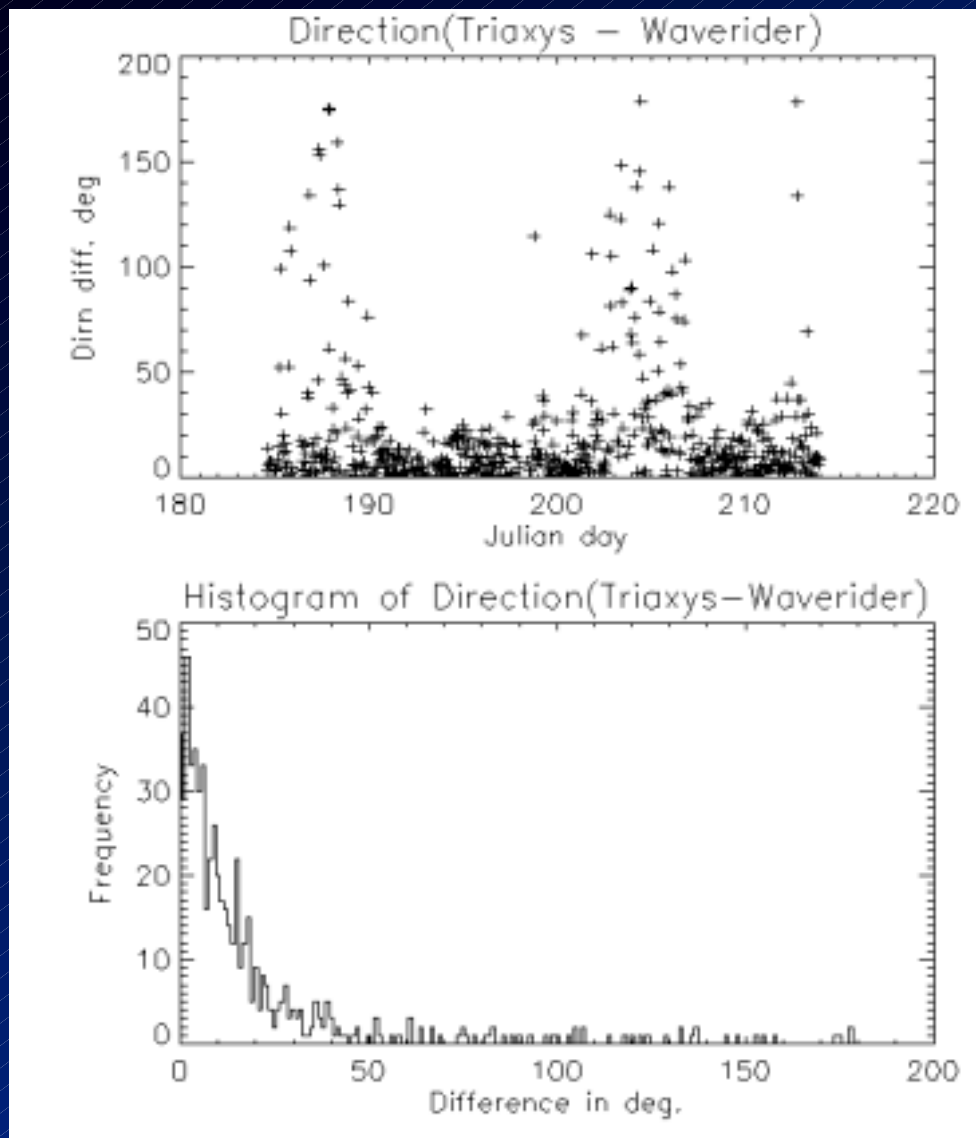 Direction(Triaxys - Waverider)
200
150
100
50
0
Dirn diff. deg
180 190 200 210 220
Julian day
Histogram of Direction(Triaxys-Waverider)
50
40
30
20
10
0
Frequency
0 50 100 150 200
Difference in deg.